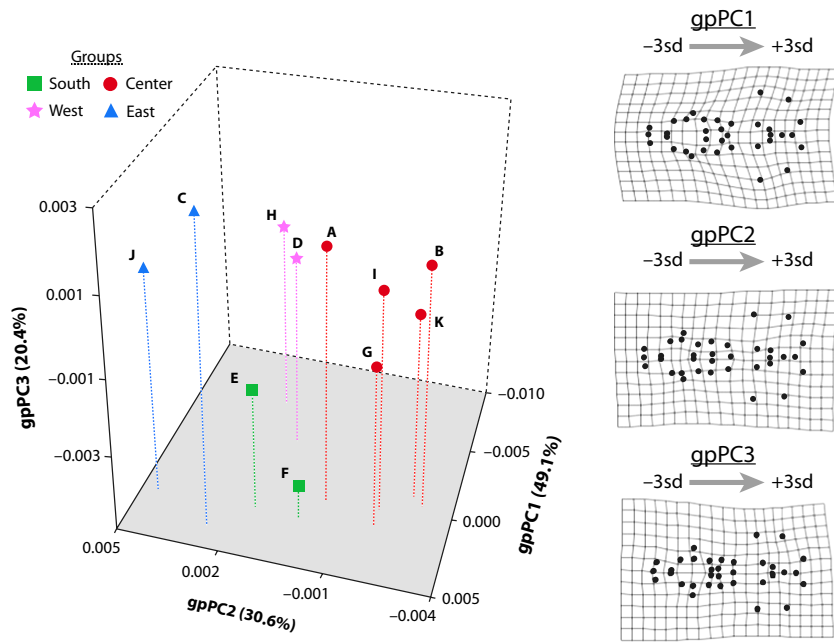 Groups
South
Center
West
East
0.003
0.001
−0.001
−0.003
gpPC3 (20.4%)
0.005
0.002
−0.001
−0.004
gpPC2 (30.6%)
−0.010
−0.005
0.000
0.005
gpPC1 (49.1%)
J
C
H
D
A
B
I
K
G
E
F
gpPC1
−3sd +3sd
gpPC2
−3sd +3sd
gpPC3
−3sd +3sd